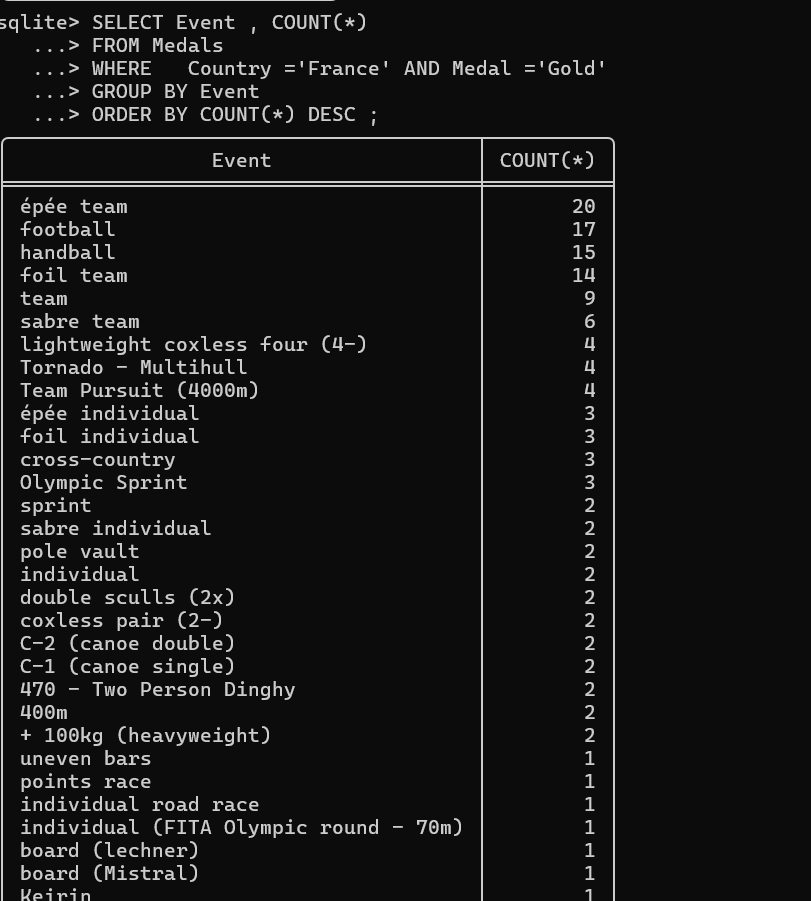 sqlite> SELECT Event , COUNT(*)
...> FROM Medals
...> WHERE   Country ='France' AND Medal ='Gold'
...> GROUP BY Event
...> ORDER BY COUNT(*) DESC ;
Event COUNT(*)
épée team 20
football 17
handball 15
foil team 14
team 9
sabre team 6
lightweight coxless four (4-) 4
Tornado - Multihull 4
Team Pursuit (4000m) 4
épée individual 3
foil individual 3
cross-country 3
Olympic Sprint 3
sprint 2
sabre individual 2
pole vault 2
individual 2
double sculls (2x) 2
coxless pair (2-) 2
C-2 (canoe double) 2
C-1 (canoe single) 2
470 - Two Person Dinghy 2
400m 2
+ 100kg (heavyweight) 2
uneven bars 1
points race 1
individual road race 1
individual (FITA Olympic round - 70m) 1
board (lechner) 1
board (Mistral) 1
Keirin 1